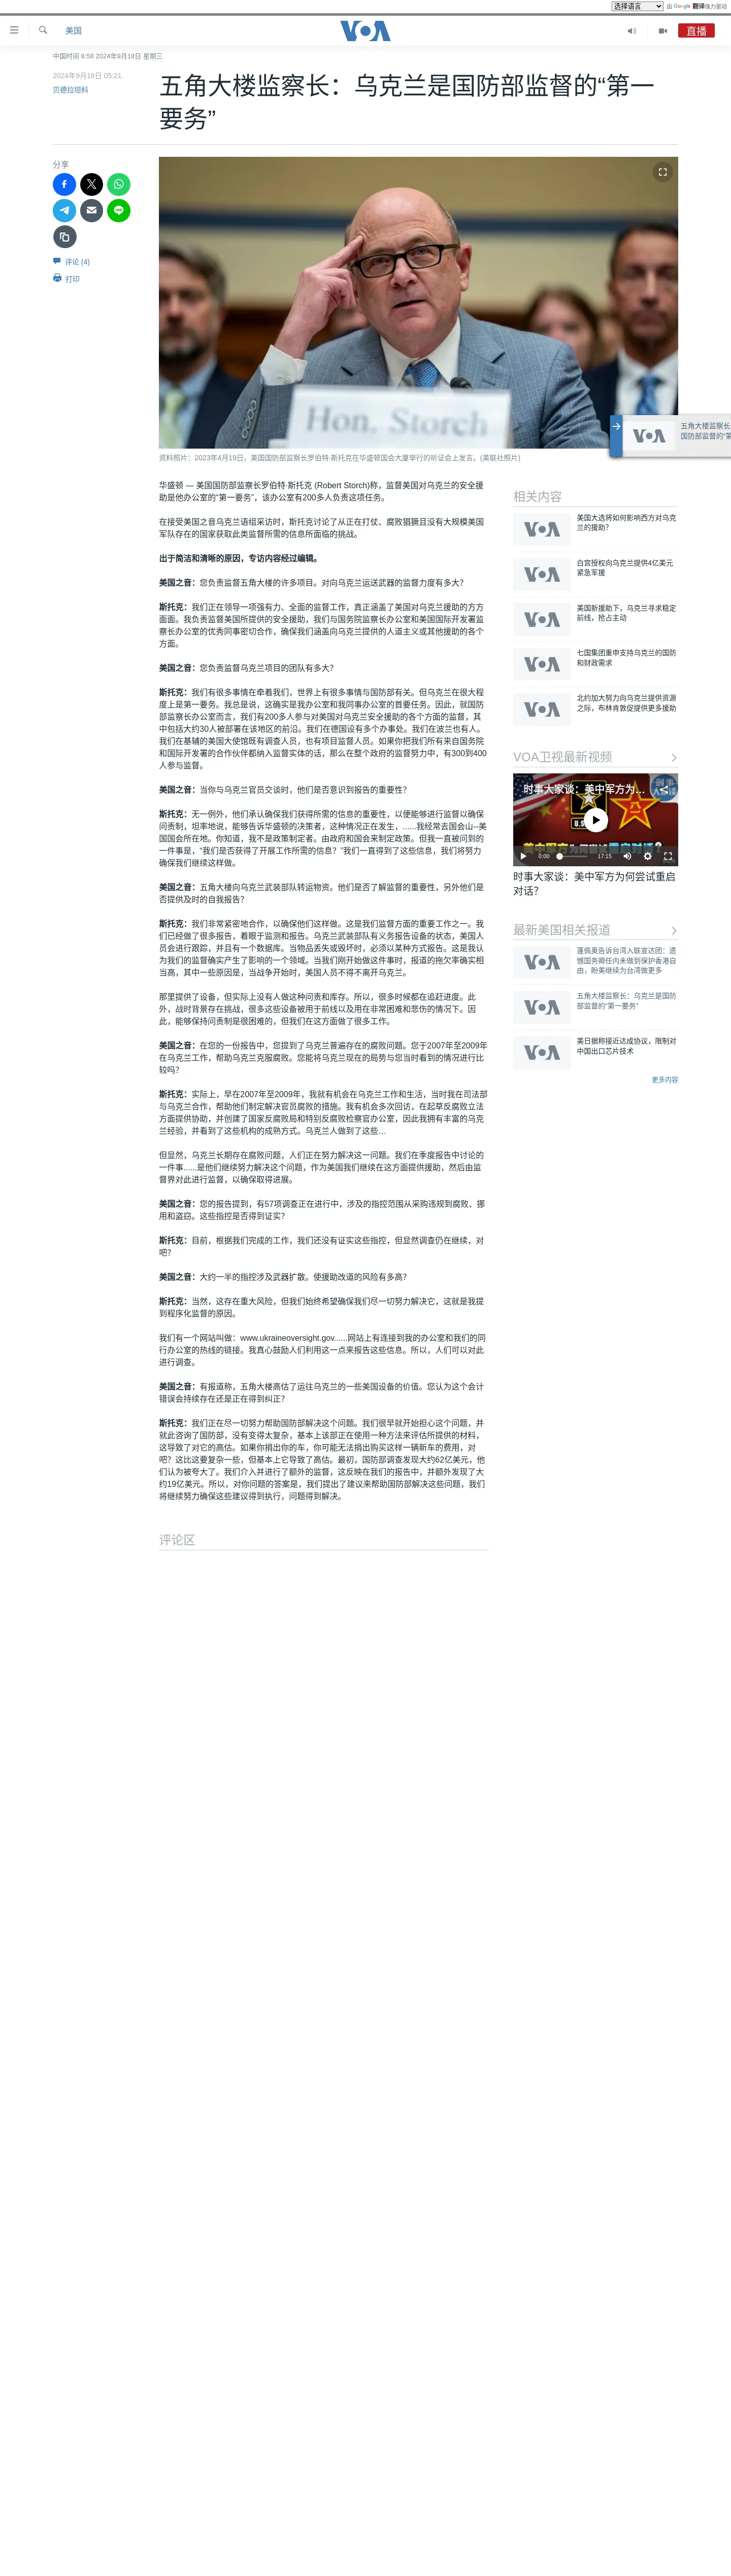 选择语言 由 Google 翻译强力驱动
美国
VOA
直播
中国时间 8:58 2024年9月18日 星期三
2024年9月18日 05:21
贝德拉坦科
五角大楼监察长：乌克兰是国防部监督的“第一
要务”
分享
评论 (4)
打印
Hon. Storch
资料照片：2023年4月19日，美国国防部监察长罗伯特·斯托克在华盛顿国会大厦举行的听证会上发言。(美联社照片)
五角大楼监察长
国防部监督的“第
华盛顿 — 美国国防部监察长罗伯特·斯托克 (Robert Storch)称，监督美国对乌克兰的安全援
助是他办公室的“第一要务”，该办公室有200多人负责这项任务。
在接受美国之音乌克兰语组采访时，斯托克讨论了从正在打仗、腐败猖獗且没有大规模美国
军队存在的国家获取此类监督所需的信息所面临的挑战。
出于简洁和清晰的原因，专访内容经过编辑。
美国之音：您负责监督五角大楼的许多项目。对向乌克兰运送武器的监督力度有多大？
斯托克：我们正在领导一项强有力、全面的监督工作，真正涵盖了美国对乌克兰援助的方方
面面。我负责监督美国所提供的安全援助，我们与国务院监察长办公室和美国国际开发署监
察长办公室的优秀同事密切合作，确保我们涵盖向乌克兰提供的人道主义或其他援助的各个
方面。
美国之音：您负责监督乌克兰项目的团队有多大？
斯托克：我们有很多事情在牵着我们，世界上有很多事情与国防部有关。但乌克兰在很大程
度上是第一要务。我总是说，这确实是我办公室和我同事办公室的首要任务。因此，就国防
部监察长办公室而言，我们有200多人参与对美国对乌克兰安全援助的各个方面的监督，其
中包括大约30人被部署在该地区的前沿。我们在德国设有多个办事处。我们在波兰也有人。
我们在基辅的美国大使馆既有调查人员，也有项目监督人员。如果你把我们所有来自国务院
和国际开发署的合作伙伴都纳入监督实体的话，那么在整个政府的监督努力中，有300到400
人参与监督。
美国之音：当你与乌克兰官员交谈时，他们是否意识到报告的重要性？
斯托克：无一例外，他们承认确保我们获得所需的信息的重要性，以便能够进行监督以确保
问责制，坦率地说，能够告诉华盛顿的决策者，这种情况正在发生，......我经常去国会山--美
国国会所在地。你知道，我不是政策制定者。由政府和国会来制定政策。但我一直被问到的
一件事是，“我们是否获得了开展工作所需的信息？”我们一直得到了这些信息，我们将努力
确保我们继续这样做。
美国之音：五角大楼向乌克兰武装部队转运物资。他们是否了解监督的重要性，另外他们是
否提供及时的自我报告？
斯托克：我们非常紧密地合作，以确保他们这样做。这是我们监督方面的重要工作之一。我
们已经做了很多报告，着眼于监测和报告。乌克兰武装部队有义务报告设备的状态，美国人
员会进行跟踪，并且有一个数据库。当物品丢失或毁坏时，必须以某种方式报告。这是我认
为我们的监督确实产生了影响的一个领域。当我们刚开始做这件事时，报道的拖欠率确实相
当高，其中一些原因是，当战争开始时，美国人员不得不离开乌克兰。
那里提供了设备，但实际上没有人做这种问责和库存。所以，很多时候都在追赶进度。此
外，战时背景存在挑战，很多这些设备被用于前线以及用在非常困难和悲伤的情况下。因
此，能够保持问责制是很困难的，但我们在这方面做了很多工作。
美国之音：在您的一份报告中，您提到了乌克兰普遍存在的腐败问题。您于2007年至2009年
在乌克兰工作，帮助乌克兰克服腐败。您能将乌克兰现在的局势与您当时看到的情况进行比
较吗？
斯托克：实际上，早在2007年至2009年，我就有机会在乌克兰工作和生活，当时我在司法部
与乌克兰合作，帮助他们制定解决官员腐败的措施。我有机会多次回访，在起草反腐败立法
方面提供协助，并创建了国家反腐败局和特别反腐败检察官办公室，因此我拥有丰富的乌克
兰经验，并看到了这些机构的成熟方式。乌克兰人做到了这些…
但显然，乌克兰长期存在腐败问题，人们正在努力解决这一问题。我们在季度报告中讨论的
一件事......是他们继续努力解决这个问题，作为美国我们继续在这方面提供援助，然后由监
督界对此进行监督，以确保取得进展。
美国之音：您的报告提到，有57项调查正在进行中，涉及的指控范围从采购违规到腐败、挪
用和盗窃。这些指控是否得到证实？
斯托克：目前，根据我们完成的工作，我们还没有证实这些指控，但显然调查仍在继续，对
吧？
美国之音：大约一半的指控涉及武器扩散。使援助改道的风险有多高？
斯托克：当然，这存在重大风险，但我们始终希望确保我们尽一切努力解决它，这就是我提
到程序化监督的原因。
我们有一个网站叫做：www.ukraineoversight.gov......网站上有连接到我的办公室和我们的同
行办公室的热线的链接。我真心鼓励人们利用这一点来报告这些信息。所以，人们可以对此
进行调查。
美国之音：有报道称，五角大楼高估了运往乌克兰的一些美国设备的价值。您认为这个会计
错误会持续存在还是正在得到纠正？
斯托克：我们正在尽一切努力帮助国防部解决这个问题。我们很早就开始担心这个问题，并
就此咨询了国防部，没有变得太复杂，基本上该部正在使用一种方法来评估所提供的材料，
这导致了对它的高估。如果你捐出你的车，你可能无法捐出购买这样一辆新车的费用，对
吧？这比这要复杂一些，但基本上它导致了高估。最初，国防部调查发现大约62亿美元，他
们认为被夸大了。我们介入并进行了额外的监督，这反映在我们的报告中，并额外发现了大
约19亿美元。所以，对你问题的答案是，我们提出了建议来帮助国防部解决这些问题，我们
将继续努力确保这些建议得到执行，问题得到解决。
评论区
相关内容
美国大选将如何影响西方对乌克
兰的援助？
白宫授权向乌克兰提供4亿美元
紧急军援
美国新援助下，乌克兰寻求稳定
前线，抢占主动
七国集团重申支持乌克兰的国防
和财政需求
北约加大努力向乌克兰提供资源
之际，布林肯敦促提供更多援助
VOA卫视最新视频
时事大家谈：美中军方为…
美中军方为何尝试重启对话？
0:00 17:15
时事大家谈：美中军方为何尝试重启
对话？
最新美国相关报道
蓬佩奥告诉台湾入联宣达团：遗
憾国务卿任内未做到保护香港自
由，盼美继续为台湾做更多
五角大楼监察长：乌克兰是国防
部监督的“第一要务”
美日据称接近达成协议，限制对
中国出口芯片技术
更多内容